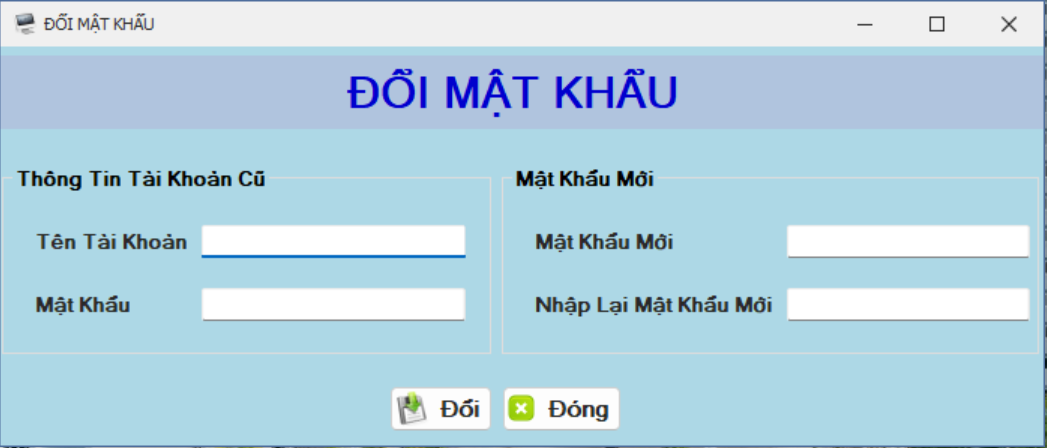 ĐỔI MẬT KHẨU
ĐỔI MẬT KHẨU
Thông Tin Tài Khoản Cũ
Tên Tài Khoản
Mật Khẩu
Mật Khẩu Mới
Mật Khẩu Mới
Nhập Lại Mật Khẩu Mới
Đổi
Đóng